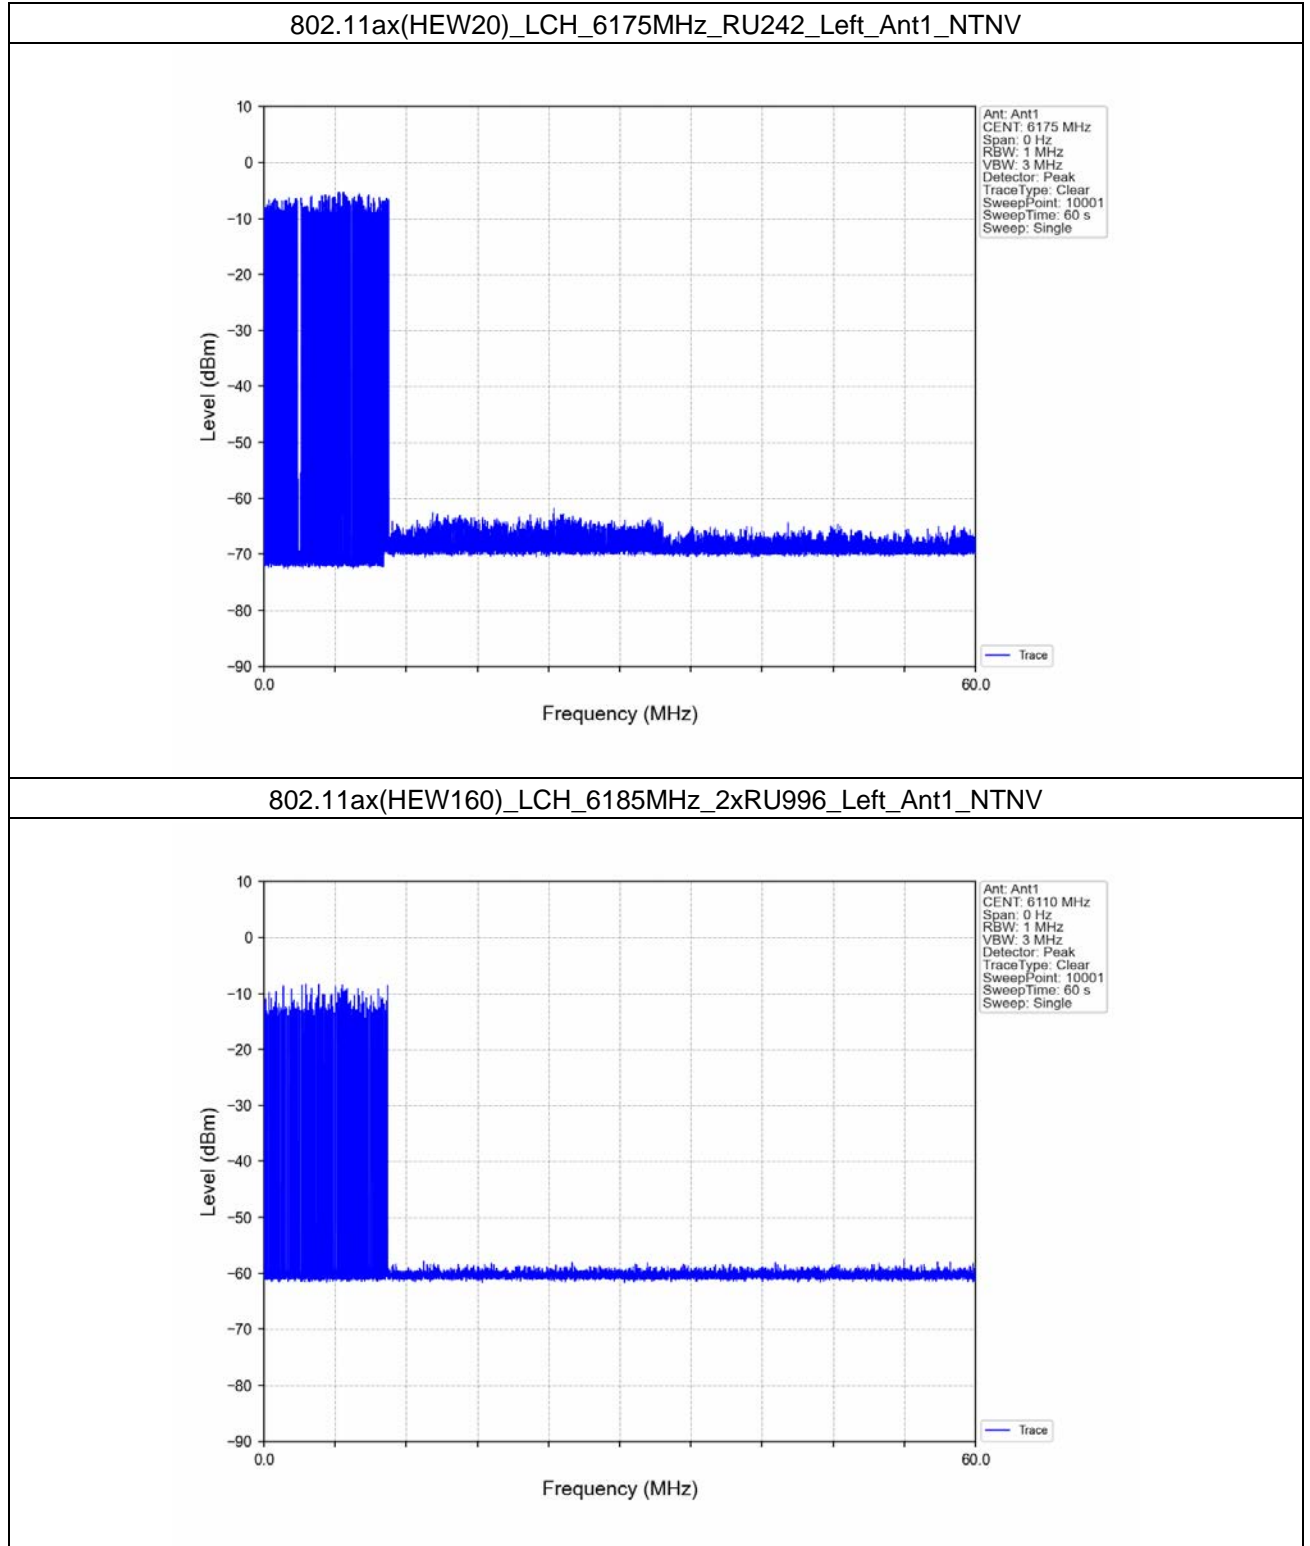 802.11ax(HEW20)_LCH_6175MHz_RU242_Left_Ant1_NTNV
10
0
−10
−20
−30
−40
−50
−60
−70
−80
−90
Level (dBm)
0.0
60.0
Frequency (MHz)
Ant: Ant1
CENT: 6175 MHz
Span: 0 Hz
RBW: 1 MHz
VBW: 3 MHz
Detector: Peak
TraceType: Clear
SweepPoint: 10001
SweepTime: 60 s
Sweep: Single
Trace
802.11ax(HEW160)_LCH_6185MHz_2xRU996_Left_Ant1_NTNV
10
0
−10
−20
−30
−40
−50
−60
−70
−80
−90
Level (dBm)
0.0
60.0
Frequency (MHz)
Ant: Ant1
CENT: 6110 MHz
Span: 0 Hz
RBW: 1 MHz
VBW: 3 MHz
Detector: Peak
TraceType: Clear
SweepPoint: 10001
SweepTime: 60 s
Sweep: Single
Trace